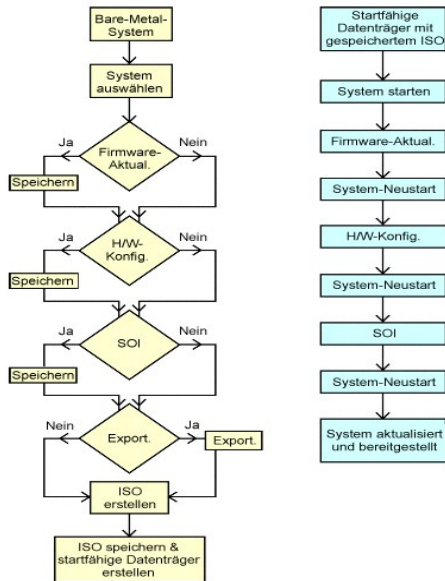 Bare-Metal-
System
System
auswählen
Ja
Nein
Firmware-
Aktual.
Speichern
Ja
Nein
H/W-
Konfig.
Speichern
Ja
Nein
SOI
Speichern
Nein
Ja
Export.
Export.
ISO
erstellen
ISO speichern &
startfähige Datenträger
erstellen
Startfähige
Datenträger mit
gespeichertem ISO
System starten
Firmware-Aktual.
System-Neustart
H/W-Konfig.
System-Neustart
SOI
System-Neustart
System aktualisiert
und bereitgestellt